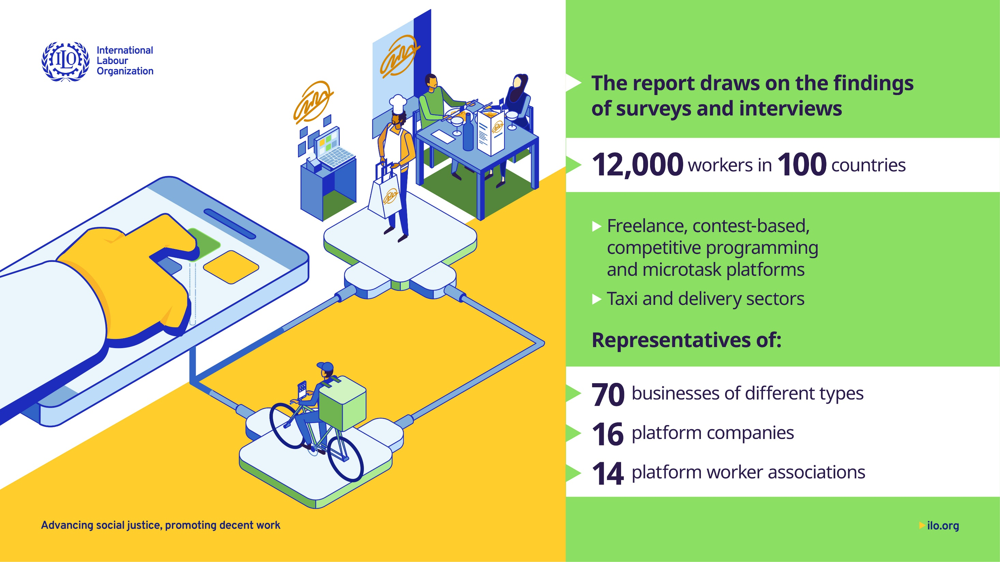 ILO
International
Labour
Organization
The report draws on the findings
of surveys and interviews
12,000 workers in 100 countries
Freelance, contest-based,
competitive programming
and microtask platforms
Taxi and delivery sectors
Representatives of:
70 businesses of different types
16 platform companies
14 platform worker associations
Advancing social justice, promoting decent work
ilo.org